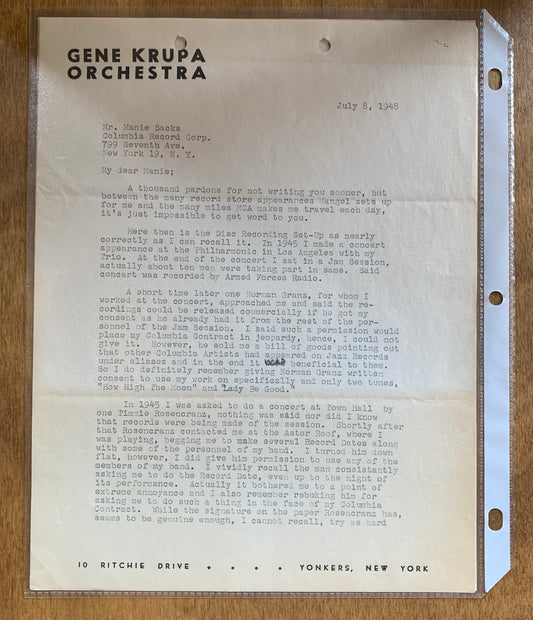 GENE KRUPA
ORCHESTRA
July 8, 1948
Mr. Manie Sacks
Columbia Record Corp.
799 Seventh Ave.
New York 19, N. Y.
My dear Manie;
A thousand pardons for not writing you sooner, but
between the many record store appearances Mangel sets up
for me and the many miles MCA makes me travel each day,
it's just impossible to get word to you.
Here then is the Disc Recording Set-Up as nearly
correctly as I can recall it. In 1945 I made a concert
appearance at the Philharmonic in Los Angeles with my
Trio. At the end of the concert I sat in a Jam Session,
actually about ten men were taking part in same. Said
concert was recorded by Armed Forces Radio.
A short time later one Norman Granz, for whom I
worked at the concert, approached me and said the re-
cordings could be released commercially if he got my
consent as he already had it from the rest of the per-
sonnel of the Jam Session. I said such a permission would
place my Columbia Contract in jeopardy, hence, I could not
give it. However, he sold me a bill of goods pointing out
that other Columbia Artists had appeared on Jazz Records
under aliases and in the end it was beneficial to them.
So I do definitely remember giving Norman Granz written
consent to use my work on specifically and only two tunes,
"How High The Moon" and "Lady Be Good."
In 1945 I was asked to do a concert at Town Hall by
one Timmie Rosencranz, nothing was said nor did I know
that records were being made of the session. Shortly after
that Rosencranz contacted me at the Astor Roof, where I
was playing, begging me to make several Record Dates along
with some of the personnel of my band. I turned him down
flat, however, I did give him permission to use any of the
members of my band. I vividly recall the man consistantly
asking me to do the Record Date, even up to the night of
its performance. Actually it bothered me to a point of
extreme annoyance and I also remember rebuking him for
asking me to do such a thing in the face of my Columbia
Contract. While the signature on the paper Rosencranz has,
seems to be genuine enough, I cannot recall, try as hard
10 RITCHIE DRIVE • • • • YONKERS, NEW YORK